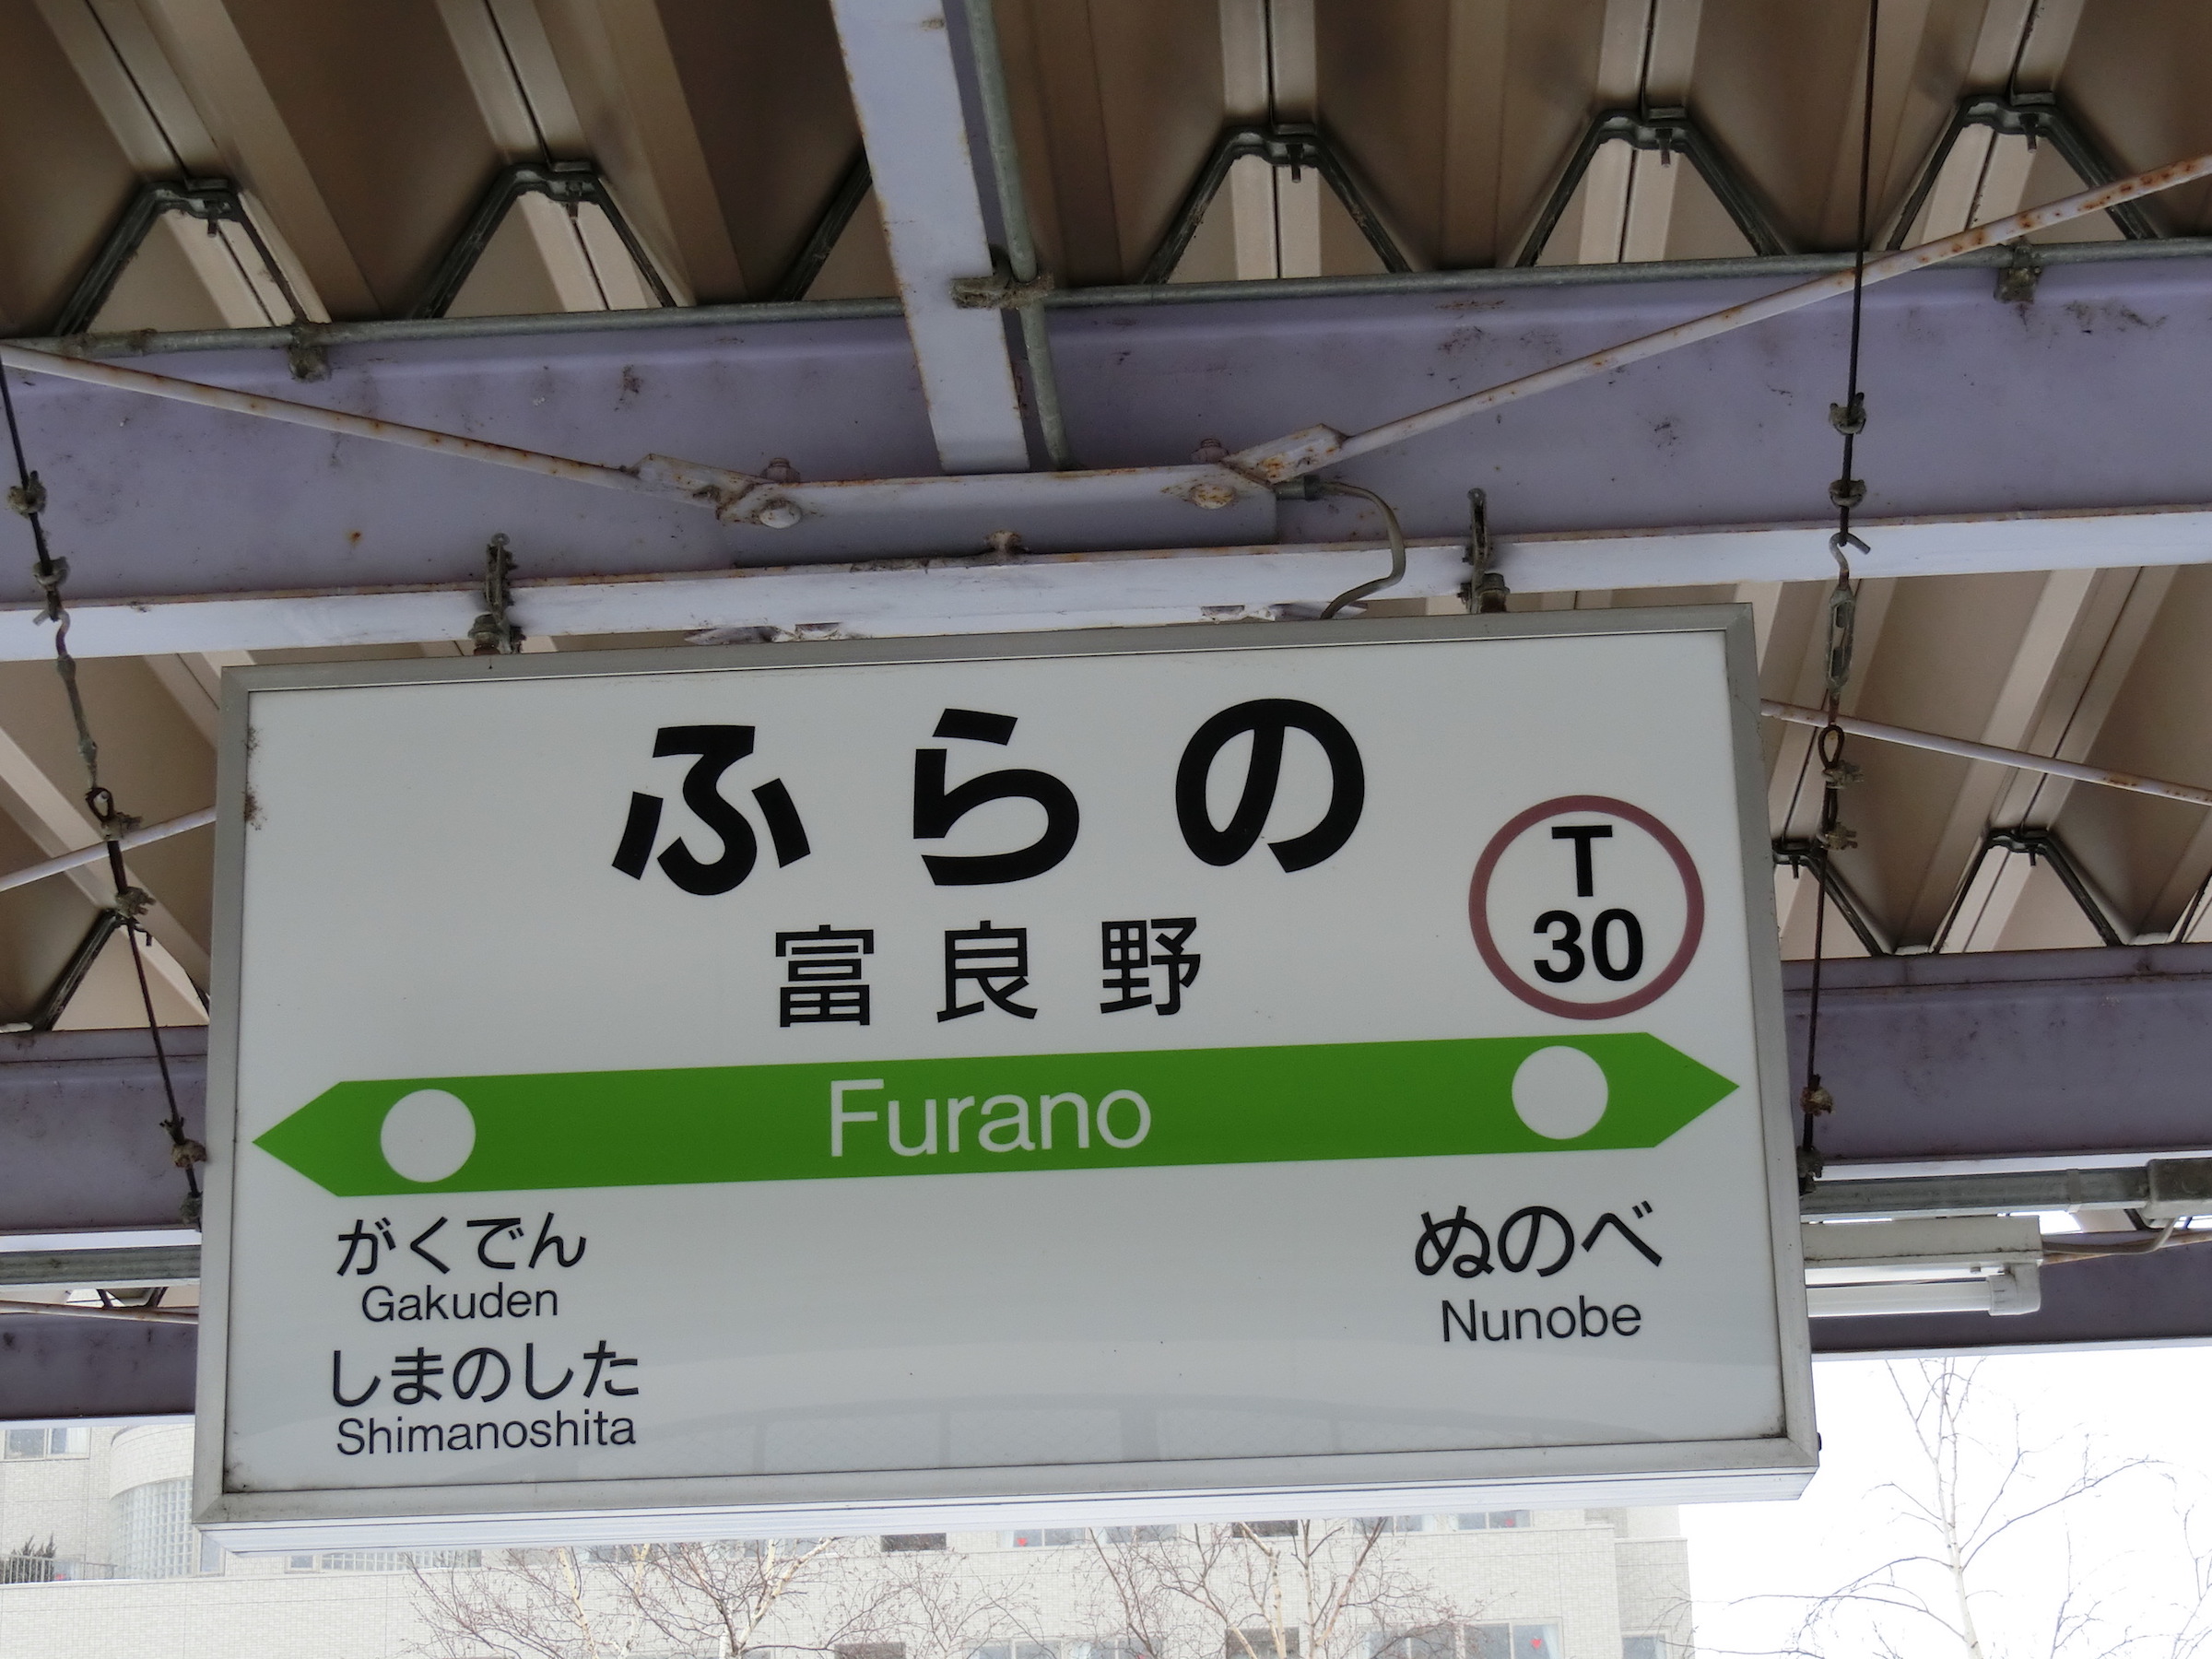 ふらの
富良野
T
30
Furano
がくでん
Gakuden
しまのした
Shimanoshita
ぬのべ
Nunobe